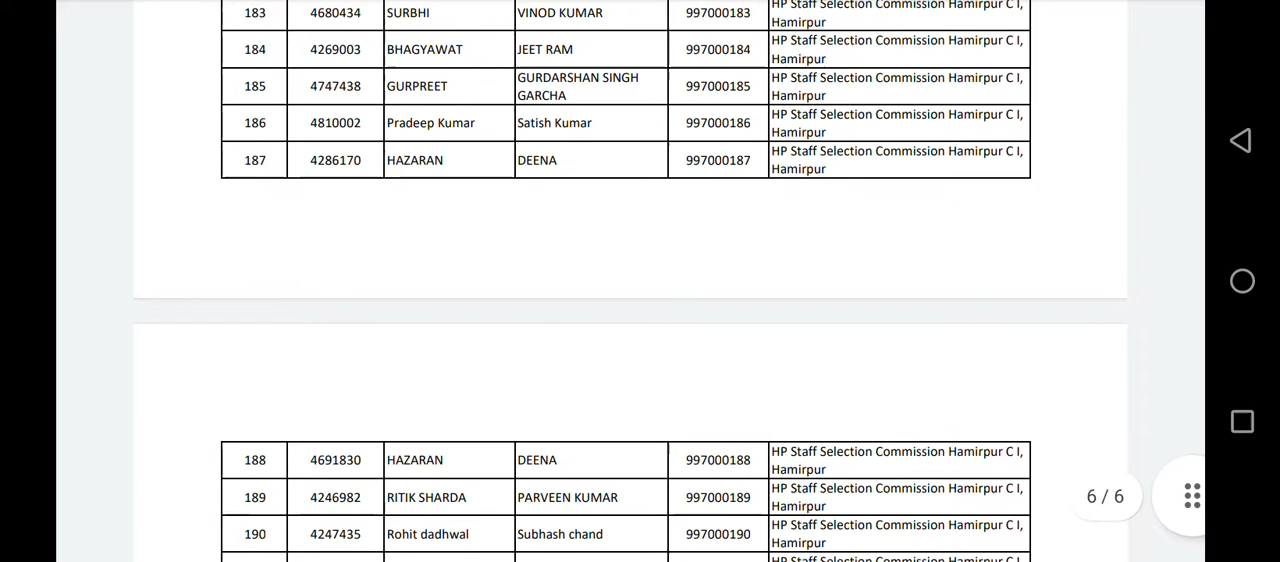 183 4680434 SURBHI VINOD KUMAR 997000183 HP Staff Selection Commission Hamirpur C I,
Hamirpur
184 4269003 BHAGYAWAT JEET RAM 997000184 HP Staff Selection Commission Hamirpur C I,
Hamirpur
185 4747438 GURPREET GURDARSHAN SINGH GARCHA 997000185 HP Staff Selection Commission Hamirpur C I,
Hamirpur
186 4810002 Pradeep Kumar Satish Kumar 997000186 HP Staff Selection Commission Hamirpur C I,
Hamirpur
187 4286170 HAZARAN DEENA 997000187 HP Staff Selection Commission Hamirpur C I,
Hamirpur
188 4691830 HAZARAN DEENA 997000188 HP Staff Selection Commission Hamirpur C I,
Hamirpur
189 4246982 RITIK SHARDA PARVEEN KUMAR 997000189 HP Staff Selection Commission Hamirpur C I,
Hamirpur
190 4247435 Rohit dadhwal Subhash chand 997000190 HP Staff Selection Commission Hamirpur C I,
Hamirpur
6 / 6